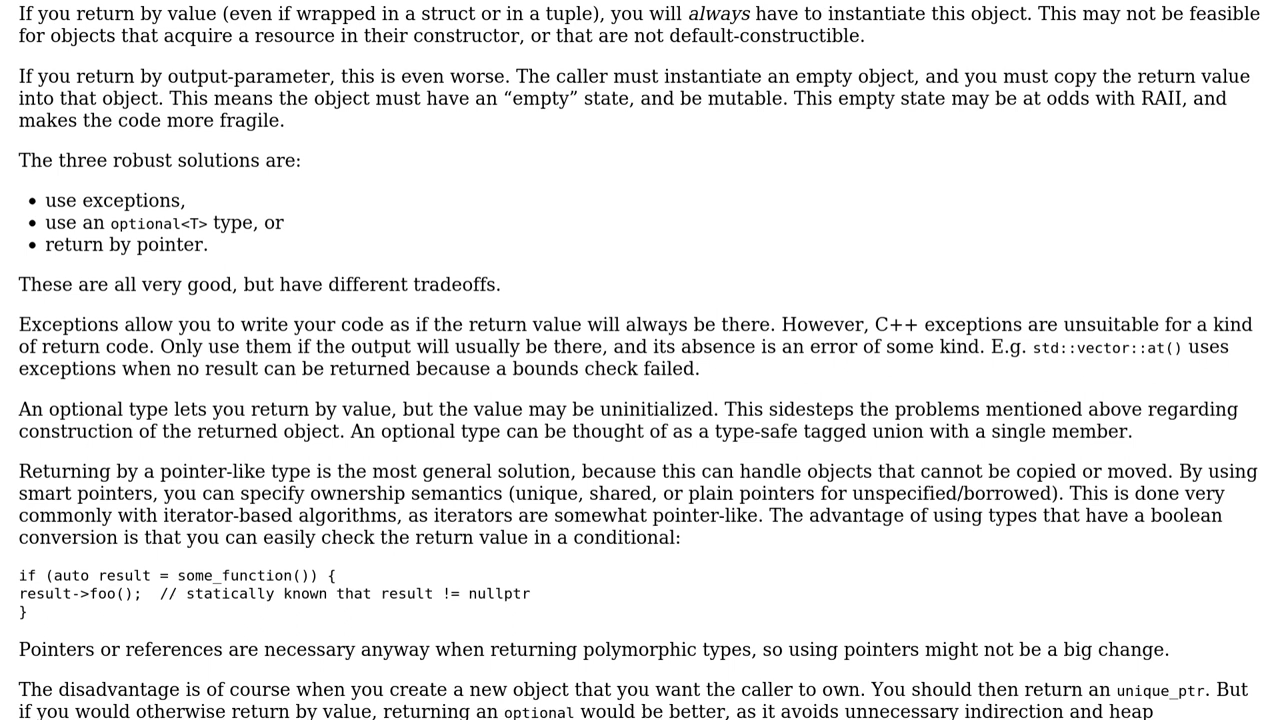 If you return by value (even if wrapped in a struct or in a tuple), you will always have to instantiate this object. This may not be feasible
for objects that acquire a resource in their constructor, or that are not default-constructible.
If you return by output-parameter, this is even worse. The caller must instantiate an empty object, and you must copy the return value
into that object. This means the object must have an “empty” state, and be mutable. This empty state may be at odds with RAII, and
makes the code more fragile.
The three robust solutions are:
• use exceptions,
• use an optional<T> type, or
• return by pointer.
These are all very good, but have different tradeoffs.
Exceptions allow you to write your code as if the return value will always be there. However, C++ exceptions are unsuitable for a kind
of return code. Only use them if the output will usually be there, and its absence is an error of some kind. E.g. std::vector::at() uses
exceptions when no result can be returned because a bounds check failed.
An optional type lets you return by value, but the value may be uninitialized. This sidesteps the problems mentioned above regarding
construction of the returned object. An optional type can be thought of as a type-safe tagged union with a single member.
Returning by a pointer-like type is the most general solution, because this can handle objects that cannot be copied or moved. By using
smart pointers, you can specify ownership semantics (unique, shared, or plain pointers for unspecified/borrowed). This is done very
commonly with iterator-based algorithms, as iterators are somewhat pointer-like. The advantage of using types that have a boolean
conversion is that you can easily check the return value in a conditional:
if (auto result = some_function()) {
result->foo();  // statically known that result != nullptr
}
Pointers or references are necessary anyway when returning polymorphic types, so using pointers might not be a big change.
The disadvantage is of course when you create a new object that you want the caller to own. You should then return an unique_ptr. But
if you would otherwise return by value, returning an optional would be better, as it avoids unnecessary indirection and heap